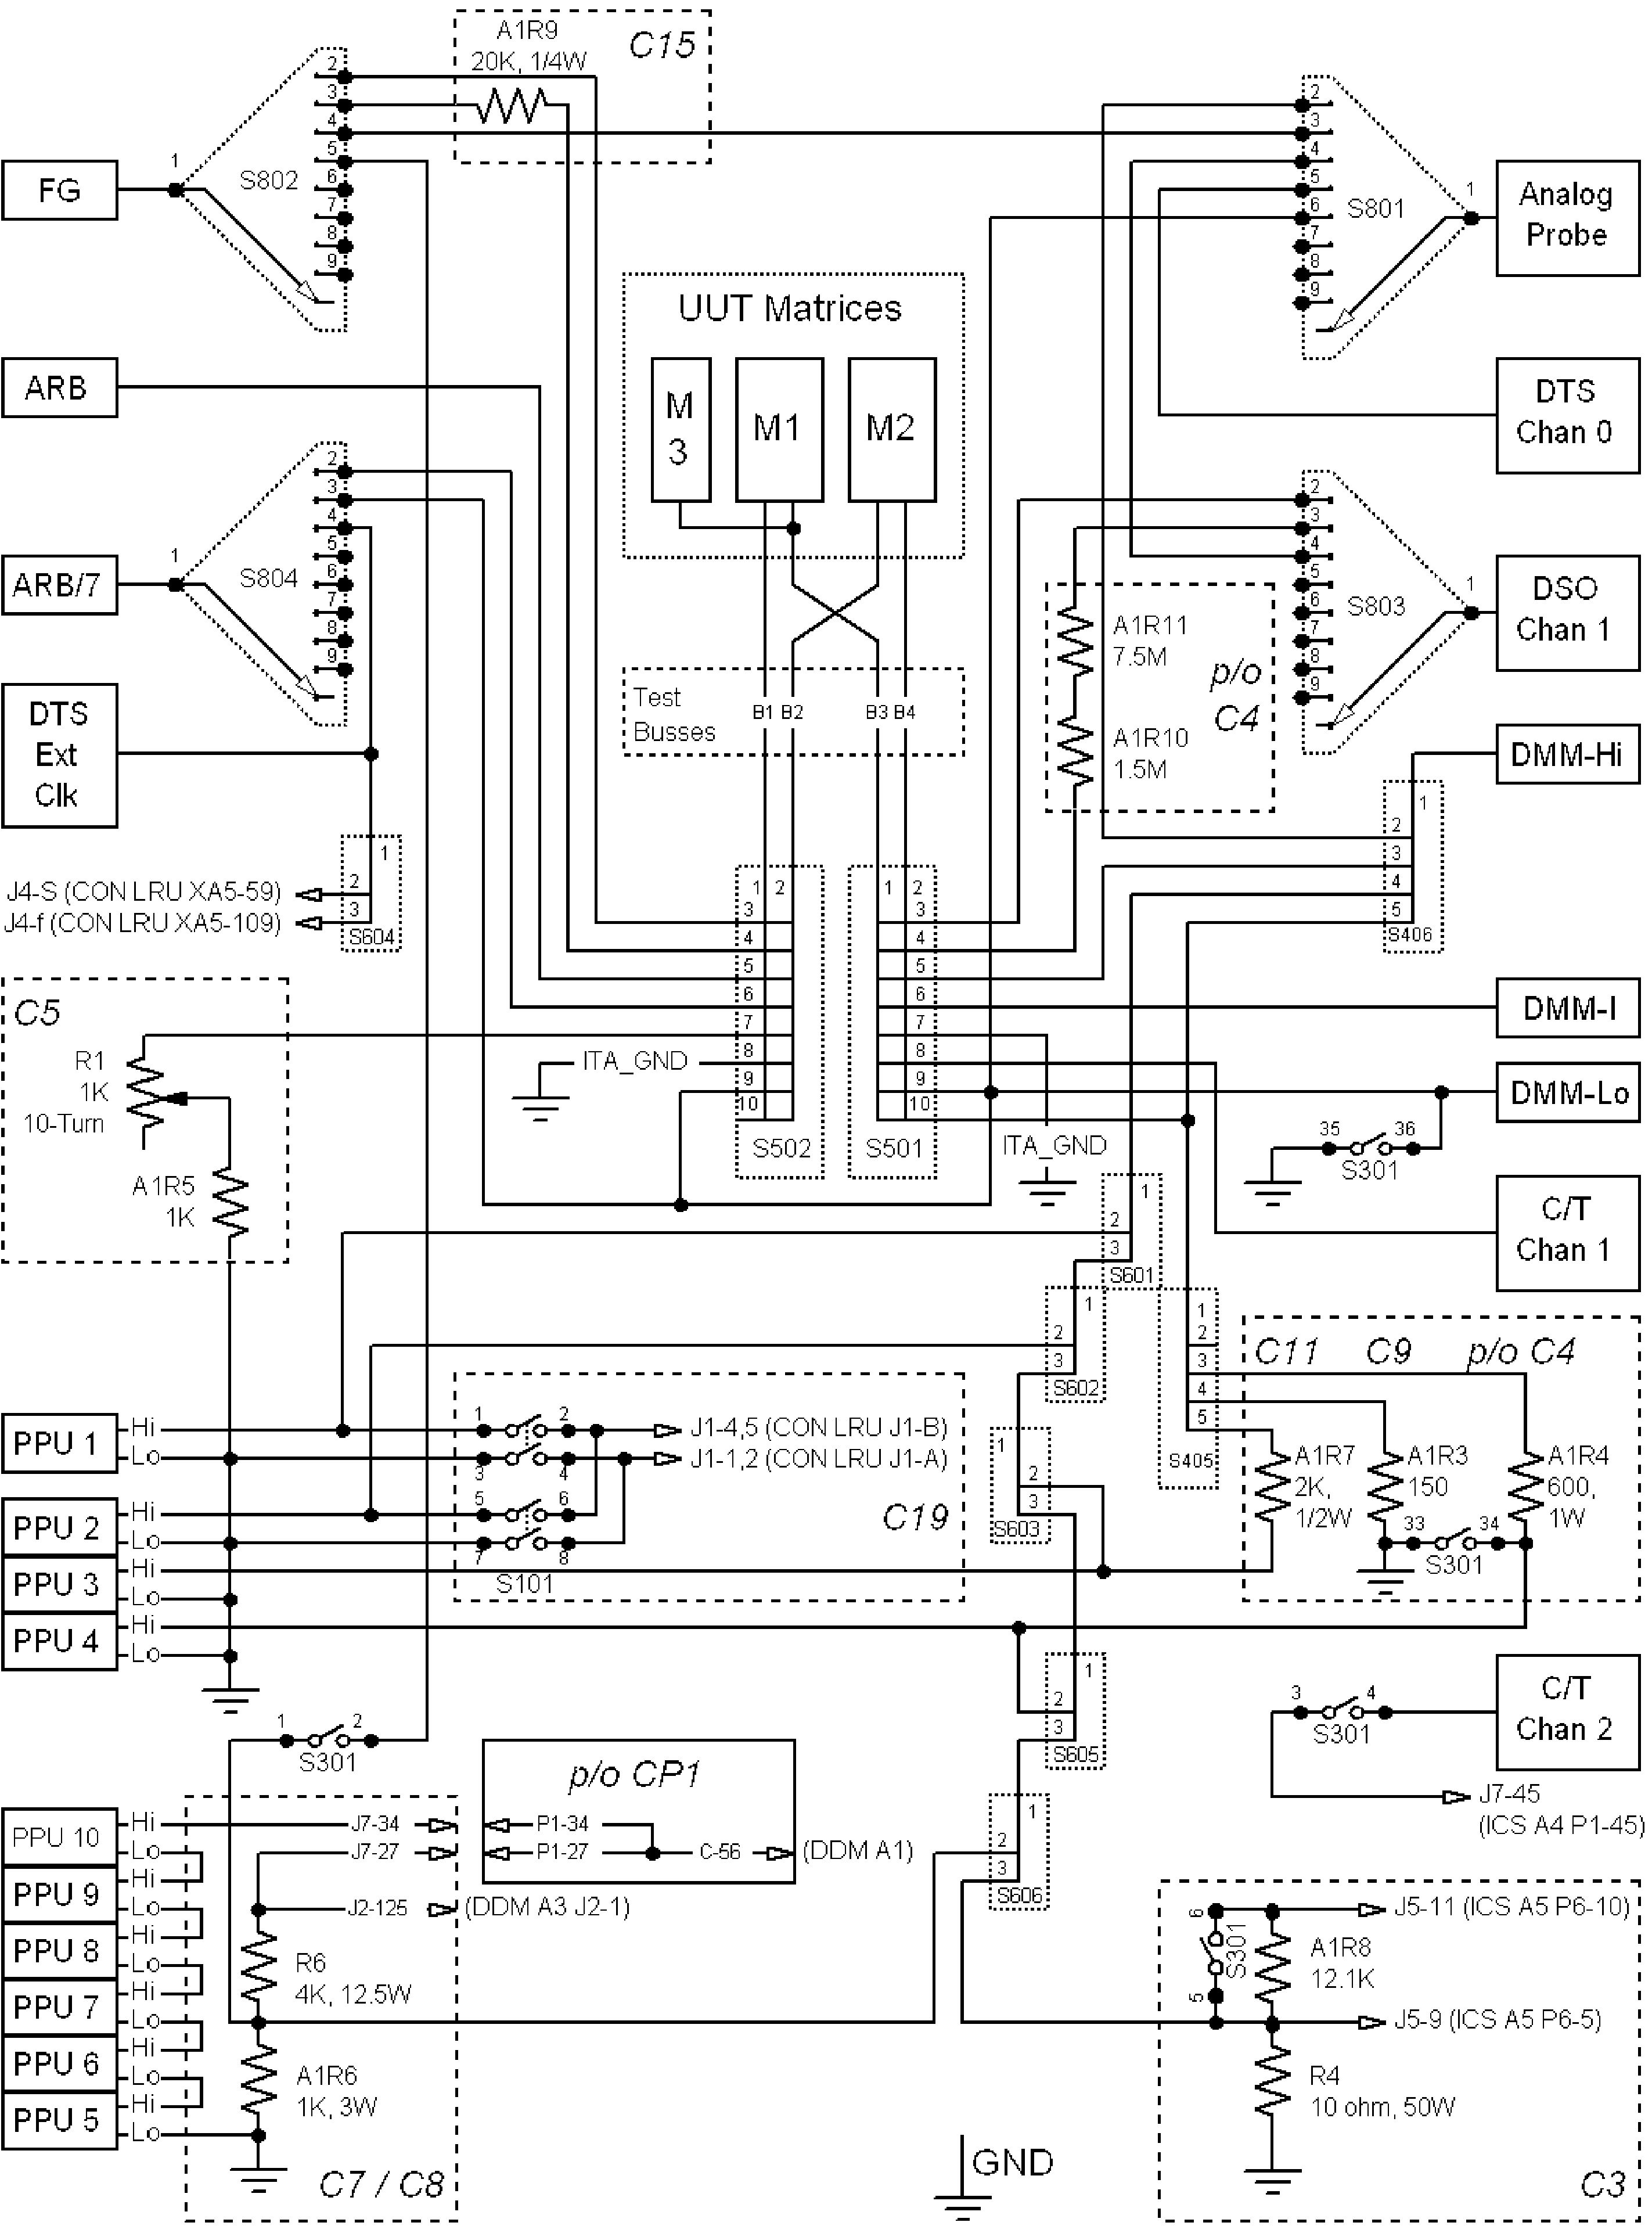 A1R9
20K, 1/4W
C15
FG
1
S802
2
3
4
5
6
7
8
9
2
3
4
5
6
7
8
9
S801
1
Analog
Probe
UUT Matrices
M
3
M1
M2
ARB
DTS
Chan 0
ARB/7
1
S804
2
3
4
5
6
7
8
9
2
3
4
5
6
7
8
9
S803
1
DSO
Chan 1
A1R11
7.5M
p/o
C4
A1R10
1.5M
Test
Busses
B1 B2
B3 B4
DTS
Ext
Clk
DMM-Hi
1
2
3
4
5
S406
1
2
3
S604
J4-S (CON LRU XA5-59)
J4-f (CON LRU XA5-109)
1 2
3
4
5
6
7
8
9
10
S502
1 2
3
4
5
6
7
8
9
10
S501
DMM-I
DMM-Lo
C5
R1
1K
10-Turn
A1R5
1K
ITA_GND
ITA_GND
35 36
S301
C/T
Chan 1
1
2
3
S601
1
2
3
S602
1
2
3
4
5
S405
C11 C9 p/o C4
A1R7
2K,
1/2W
A1R3
150
A1R4
600,
1W
33 34
S301
PPU 1
Hi
Lo
PPU 2
Hi
Lo
PPU 3
Hi
Lo
PPU 4
Hi
Lo
1 2
3 4
5 6
7 8
S101
J1-4,5 (CON LRU J1-B)
J1-1,2 (CON LRU J1-A)
C19
1
2
3
S603
1
2
3
S605
C/T
Chan 2
3 4
S301
J7-45
(ICS A4 P1-45)
1 2
S301
p/o CP1
P1-34
P1-27
C-56
(DDM A1)
1
2
3
S606
PPU 10
Hi
Lo
PPU 9
Hi
Lo
PPU 8
Hi
Lo
PPU 7
Hi
Lo
PPU 6
Hi
Lo
PPU 5
Hi
Lo
J7-34
J7-27
J2-125
(DDM A3 J2-1)
R6
4K, 12.5W
A1R6
1K, 3W
C7 / C8
GND
6
S301
5
A1R8
12.1K
J5-11 (ICS A5 P6-10)
J5-9 (ICS A5 P6-5)
R4
10 ohm, 50W
C3